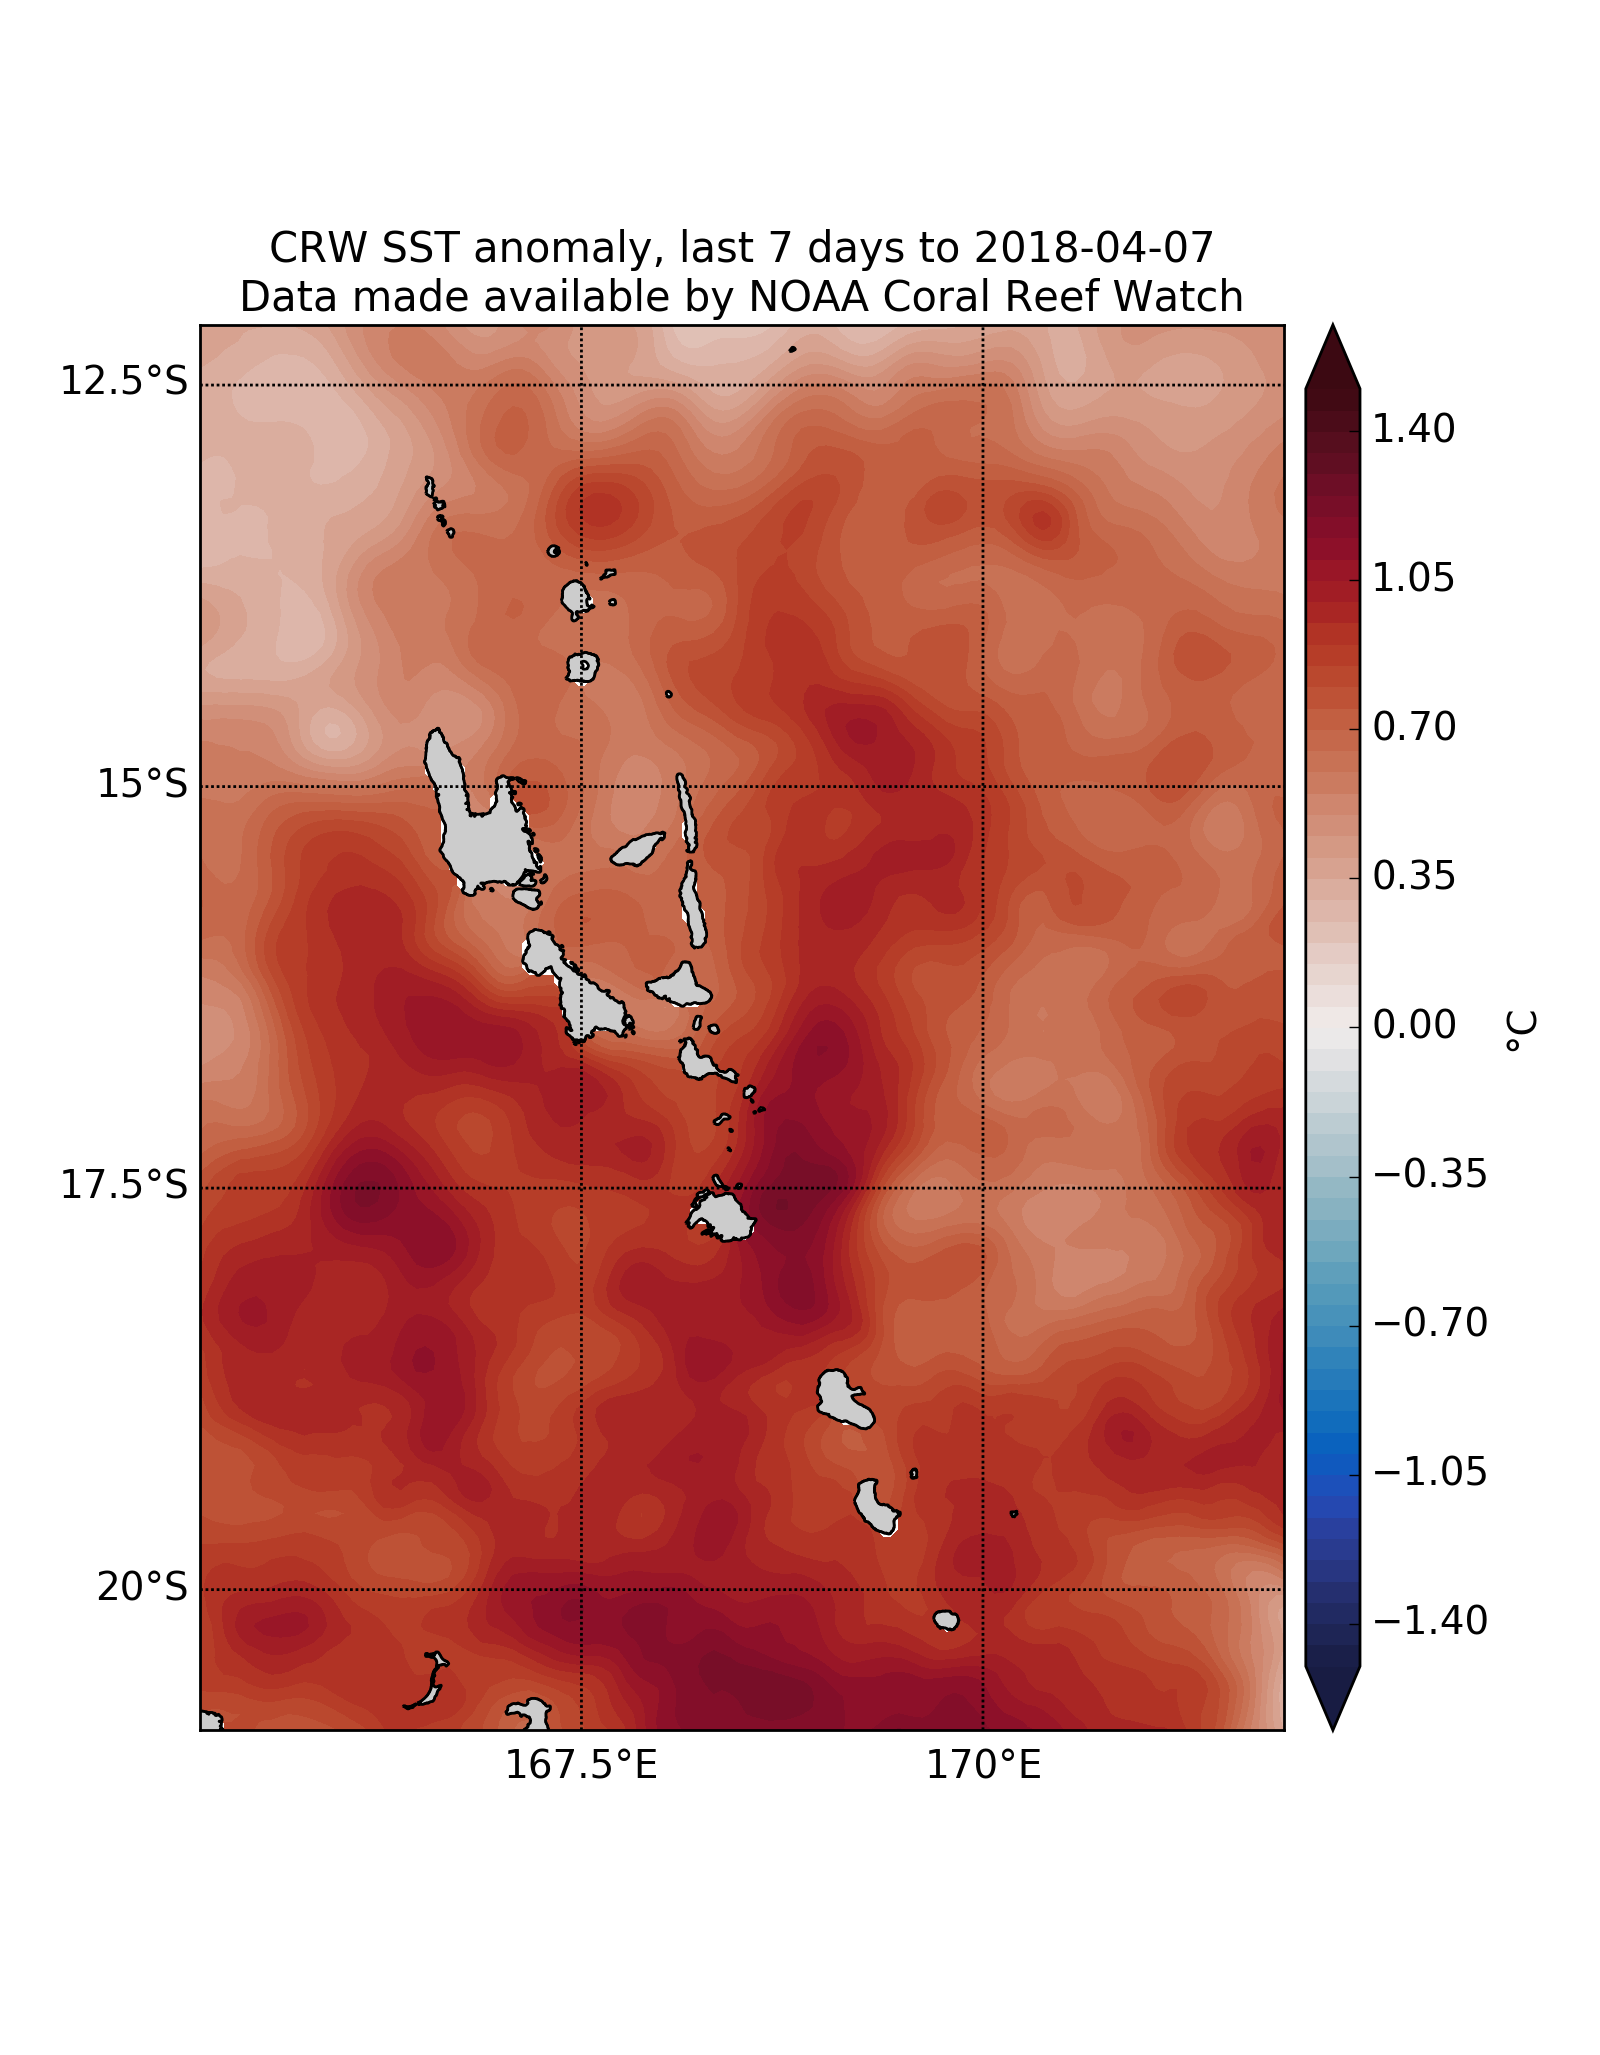 CRW SST anomaly, last 7 days to 2018-04-07
Data made available by NOAA Coral Reef Watch
12.5°S
15°S
17.5°S
20°S
167.5°E
170°E
1.40
1.05
0.70
0.35
0.00
−0.35
−0.70
−1.05
−1.40
°C